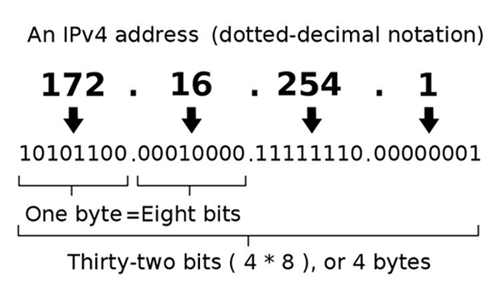 An IPv4 address (dotted-decimal notation)
172 . 16 . 254 . 1
10101100.00010000.11111110.00000001
One byte=Eight bits
Thirty-two bits ( 4 * 8 ), or 4 bytes